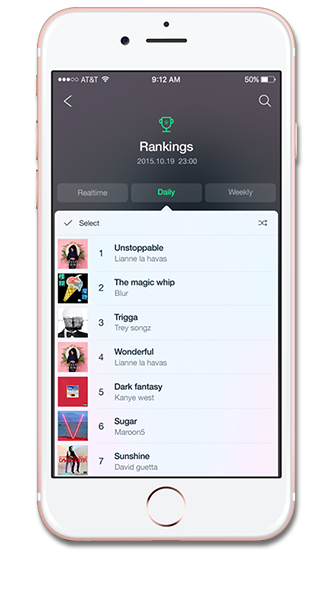 AT&T 9:12 AM 50%
Rankings
2015.10.19 23:00
Realtime Daily Weekly
Select
1 Unstoppable
Lianne la havas
2 The magic whip
Blur
3 Trigga
Trey songz
4 Wonderful
Lianne la havas
5 Dark fantasy
Kanye west
6 Sugar
Maroon5
7 Sunshine
David guetta